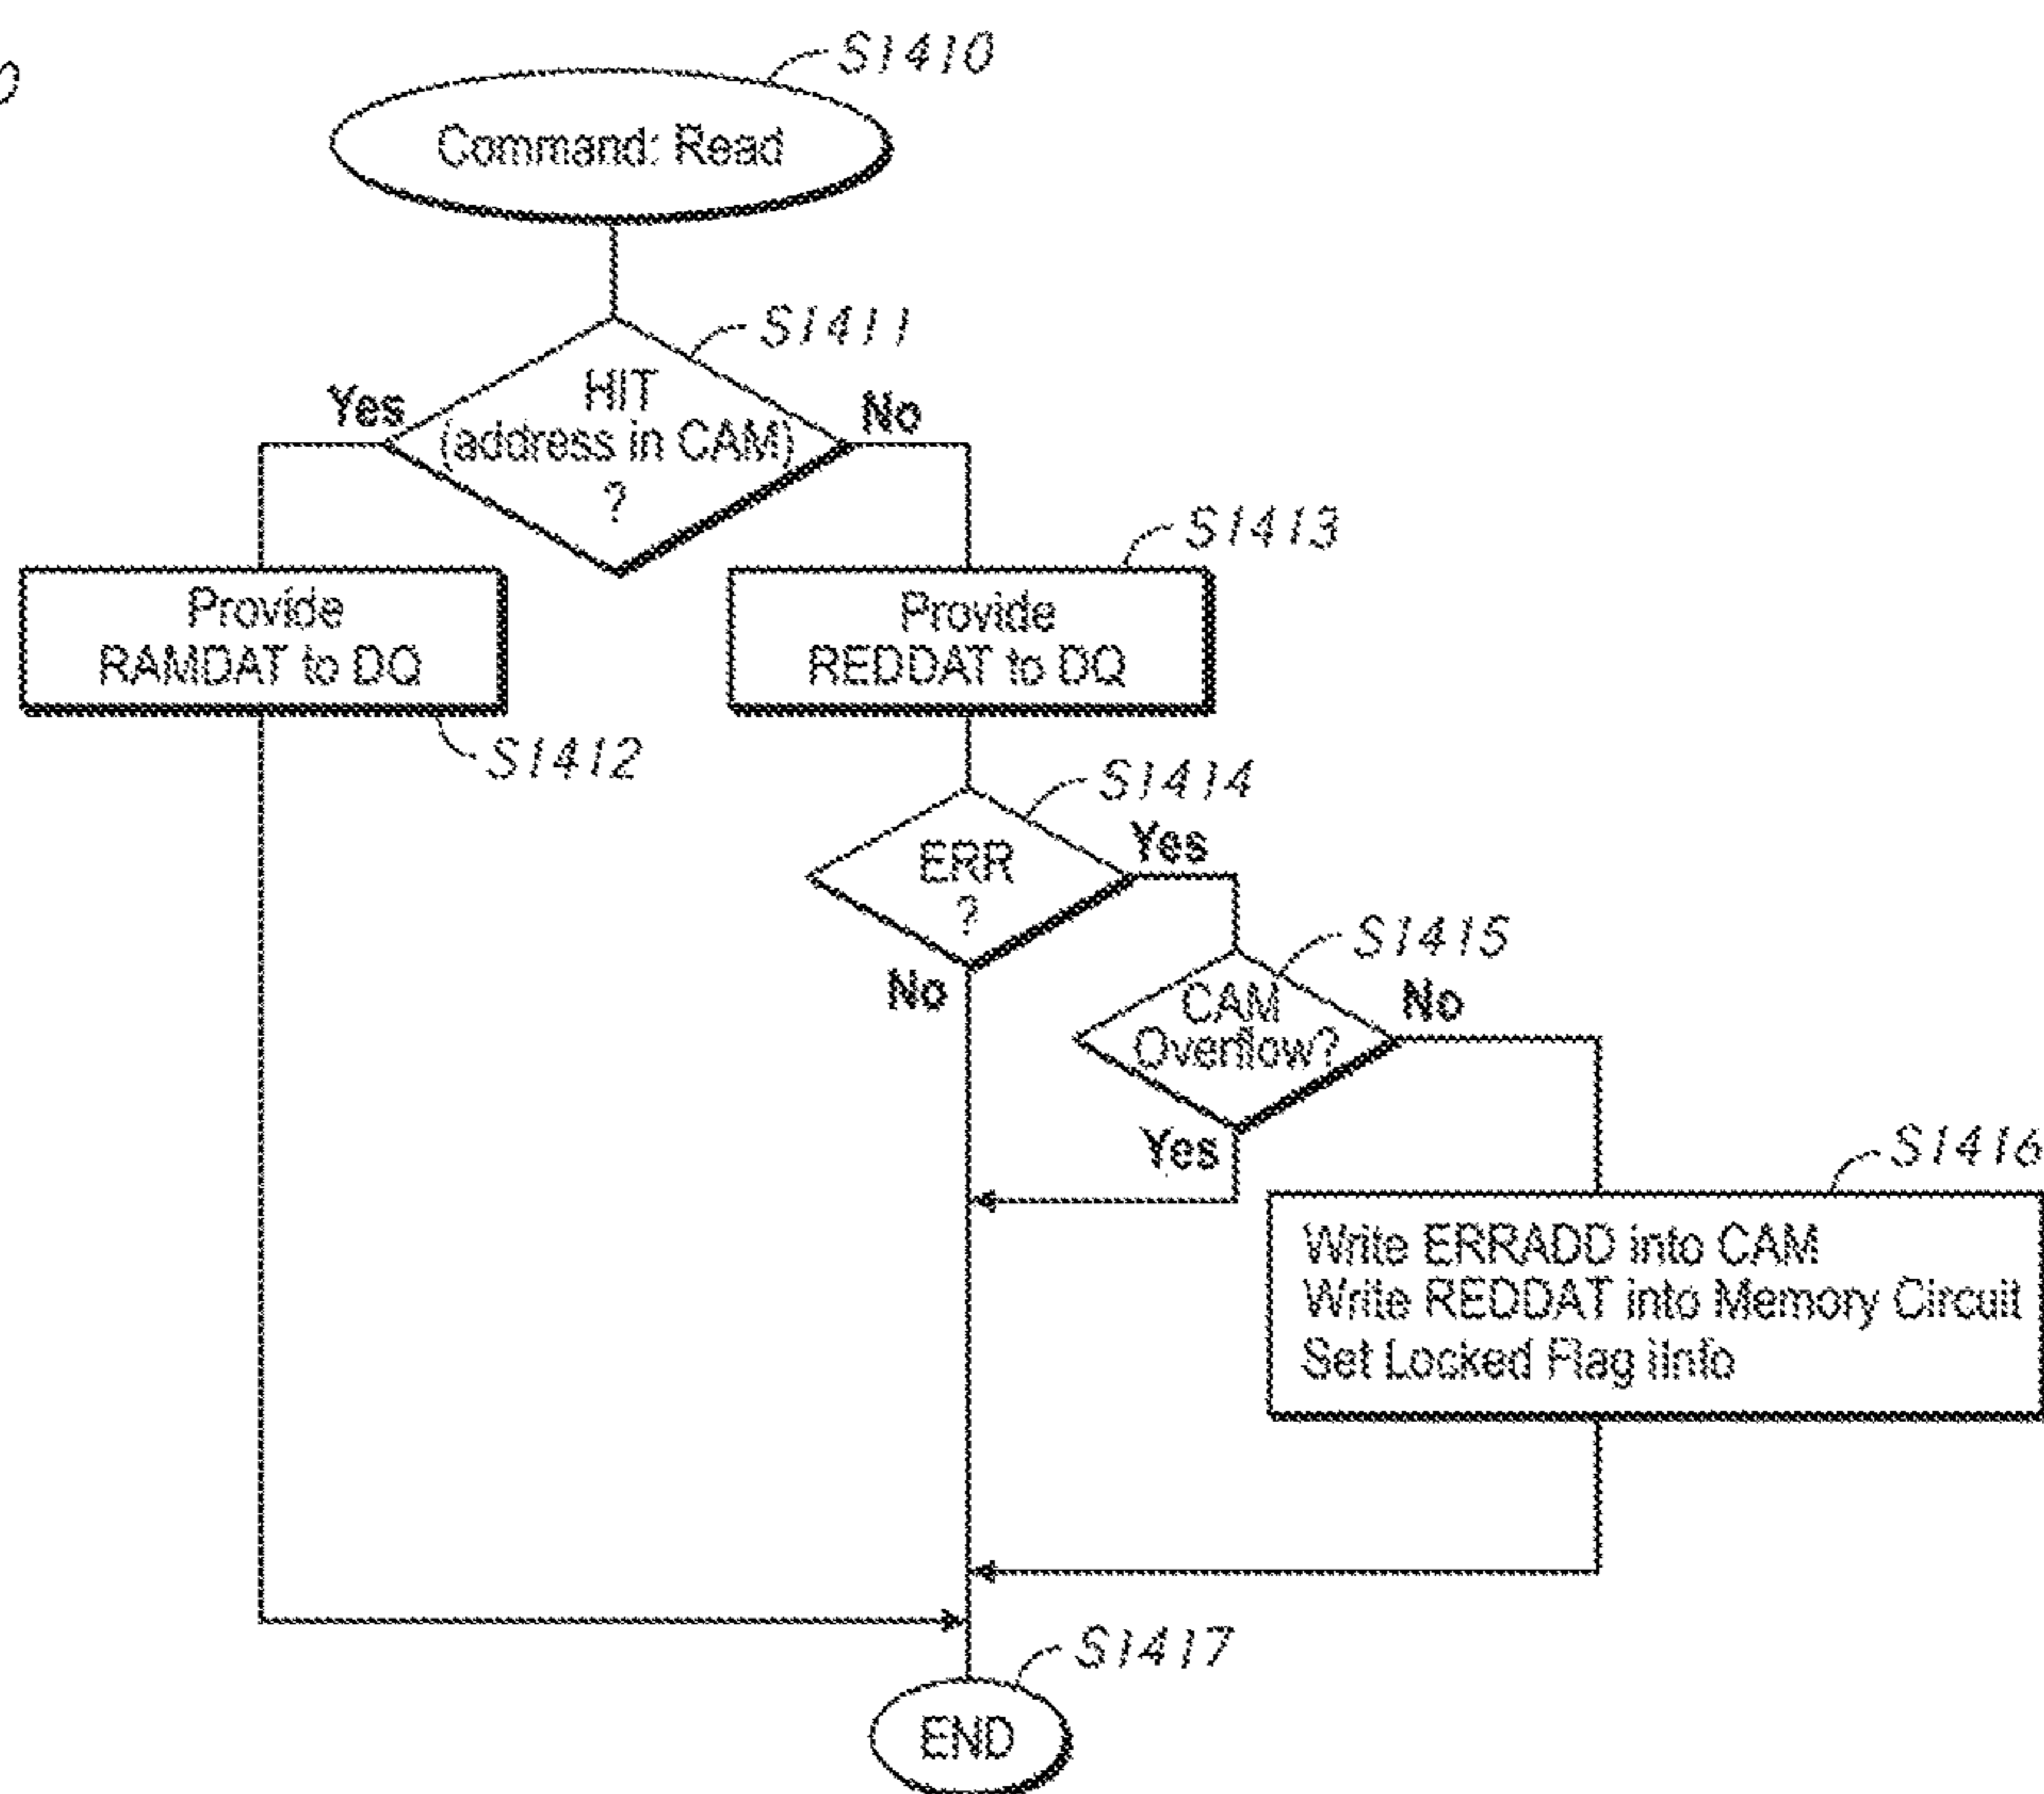 S1410
Command: Read
S1411
HIT
(address in CAM)
?
Yes
No
S1413
Provide
RAMDAT to DQ
Provide
REDDAT to DQ
S1412
S1414
ERR
?
Yes
No
S1415
CAM
Overflow?
No
Yes
S1416
Write ERRADD into CAM
Write REDDAT into Memory Circuit
Set Locked Flag iInfo
S1417
END